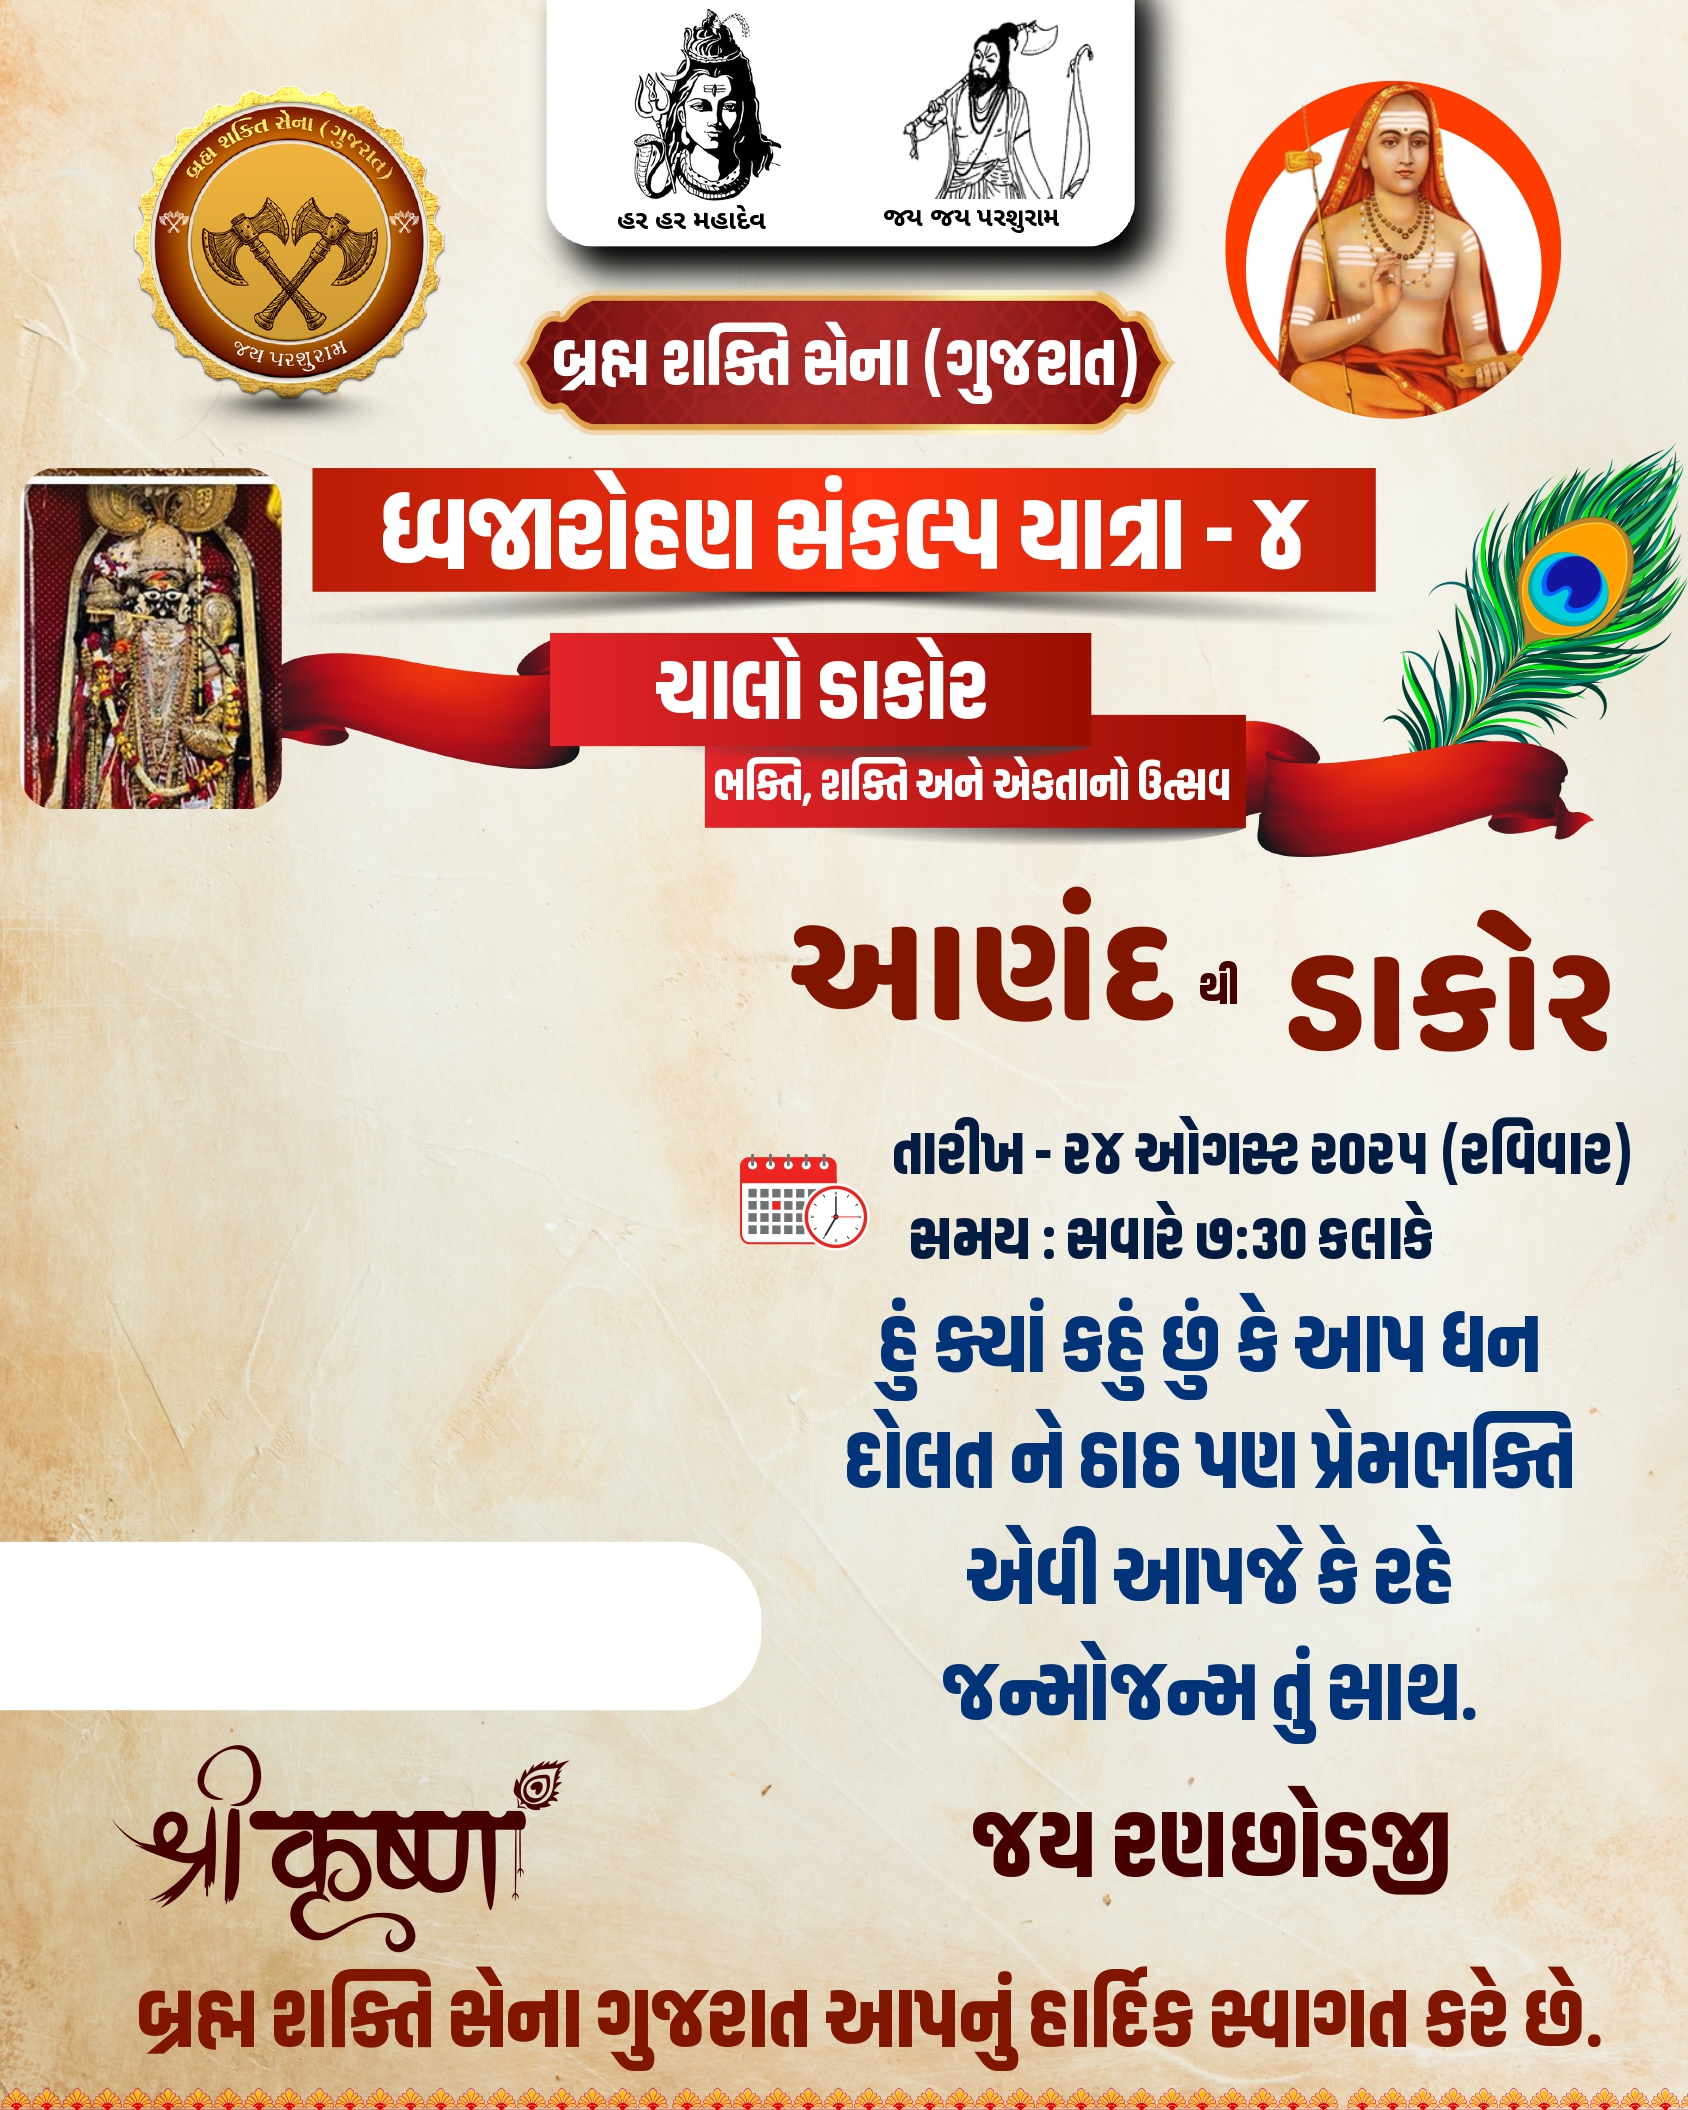 હર હર મહાદેવ
જય જય પરશુરામ
બ્રહ્મ શક્તિ સેના (ગુજરાત)
જય પરશુરામ
બ્રહ્મ શક્તિ સેના (ગુજરાત)
ધ્વજારોહણ સંકલ્પ યાત્રા - ૪
ચાલો ડાકોર
ભક્તિ, શક્તિ અને એકતાનો ઉત્સવ
આણંદ થી ડાકોર
તારીખ - ૨૪ ઓગસ્ટ ૨૦૨૫ (રવિવાર)
સમય : સવારે ૭:૩૦ કલાકે
હું ક્યાં કહું છું કે આપ ધન
દોલત ને ઠાઠ પણ પ્રેમભક્તિ
એવી આપજે કે રહે
જન્મોજન્મ તું સાથ.
श्री कृष्णा
જય રણછોડજી
બ્રહ્મ શક્તિ સેના ગુજરાત આપનું હાર્દિક સ્વાગત કરે છે.